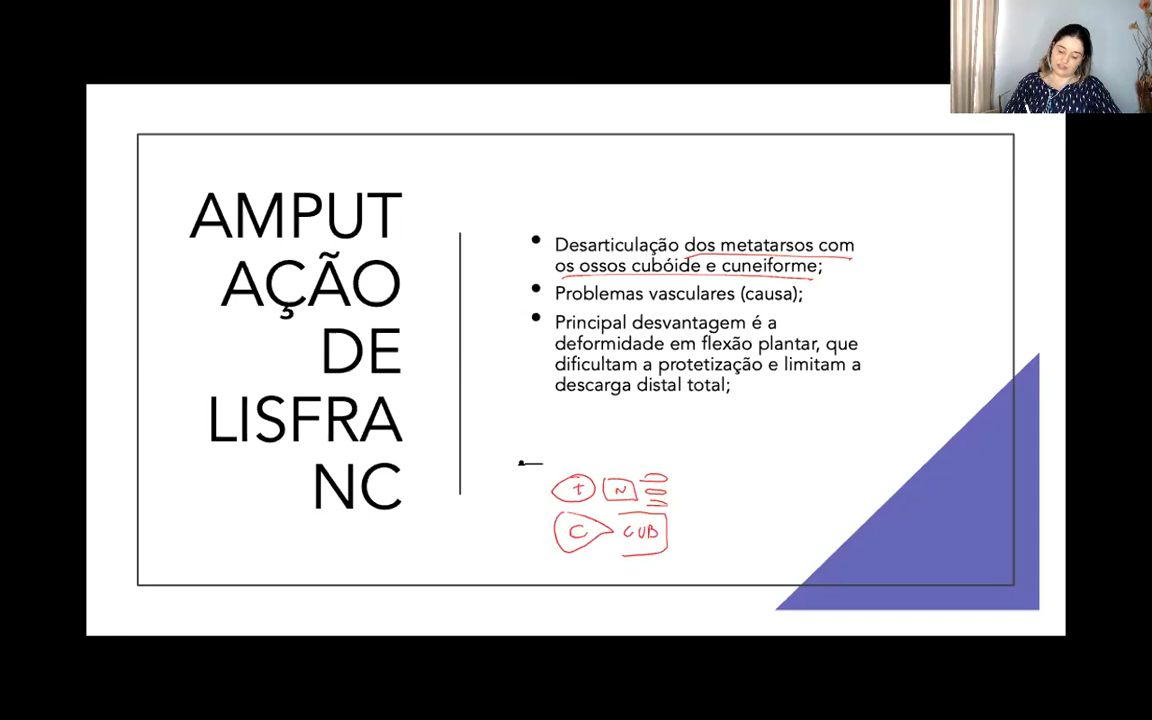 AMPUT
AÇÃO
DE
LISFRA
NC
• Desarticulação dos metatarsos com
os ossos cubóide e cuneiforme;
• Problemas vasculares (causa);
• Principal desvantagem é a
deformidade em flexão plantar, que
dificultam a protetização e limitam a
descarga distal total;
T N
C CUB